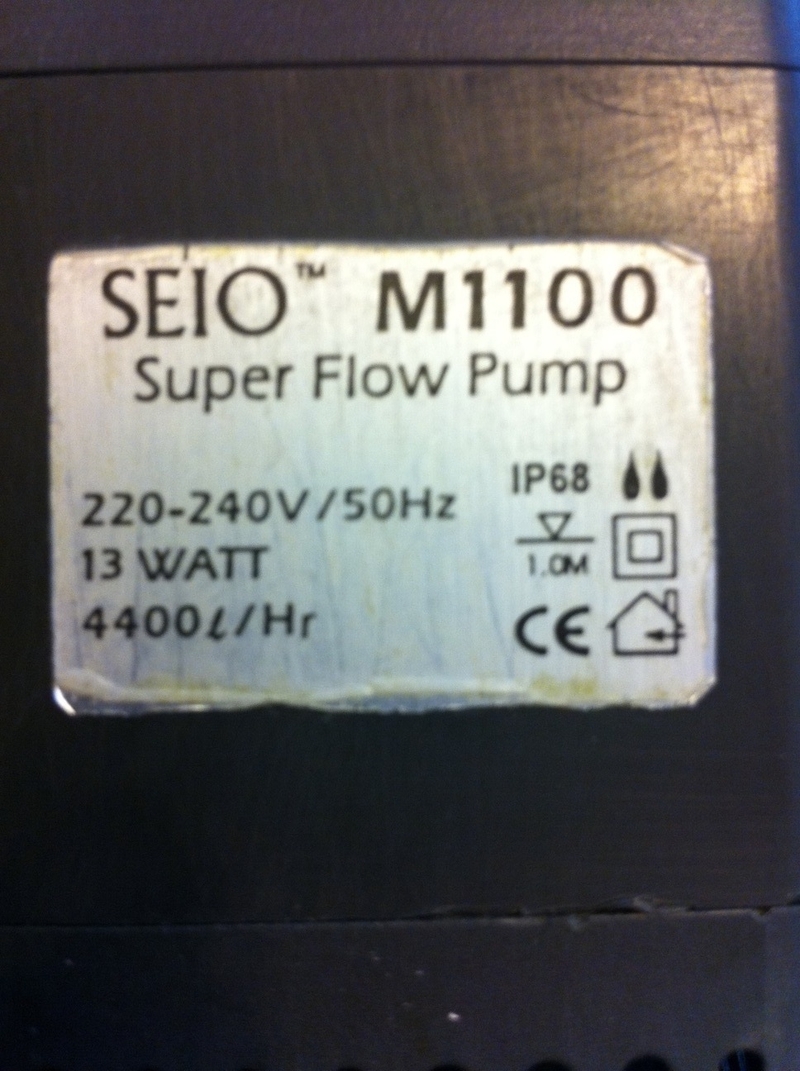 SEIO™ M1100
Super Flow Pump
220-240V/50Hz
13 WATT
4400ℓ/Hr
IP68
1.0M
CE